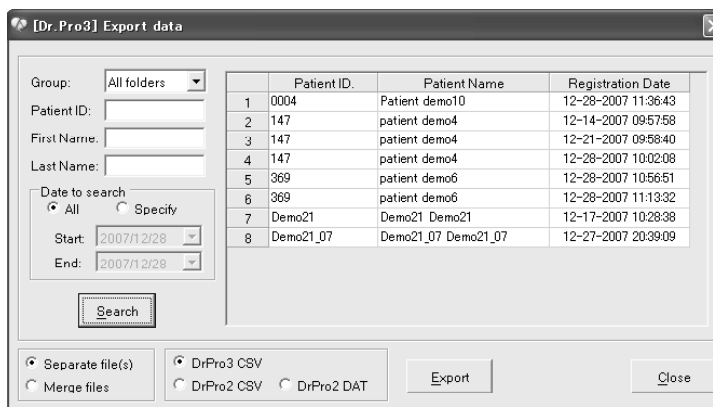 [Dr.Pro3] Export data
Group: All folders
Patient ID:
First Name.
Last Name:
Date to search
All Specify
Start: 2007/12/28
End: 2007/12/28
Search
Patient ID. Patient Name Registration Date
1 0004 Patient demo10 12-28-2007 11:36:43
2 147 patient demo4 12-14-2007 09:57:58
3 147 patient demo4 12-21-2007 09:58:40
4 147 patient demo4 12-28-2007 10:02:08
5 369 patient demo6 12-28-2007 10:56:51
6 369 patient demo6 12-28-2007 11:13:32
7 Demo21 Demo21 Demo21 12-17-2007 10:28:38
8 Demo21_07 Demo21_07 Demo21_07 12-27-2007 20:39:09
Separate file(s)
Merge files
DrPro3 CSV
DrPro2 CSV DrPro2 DAT
Export
Close